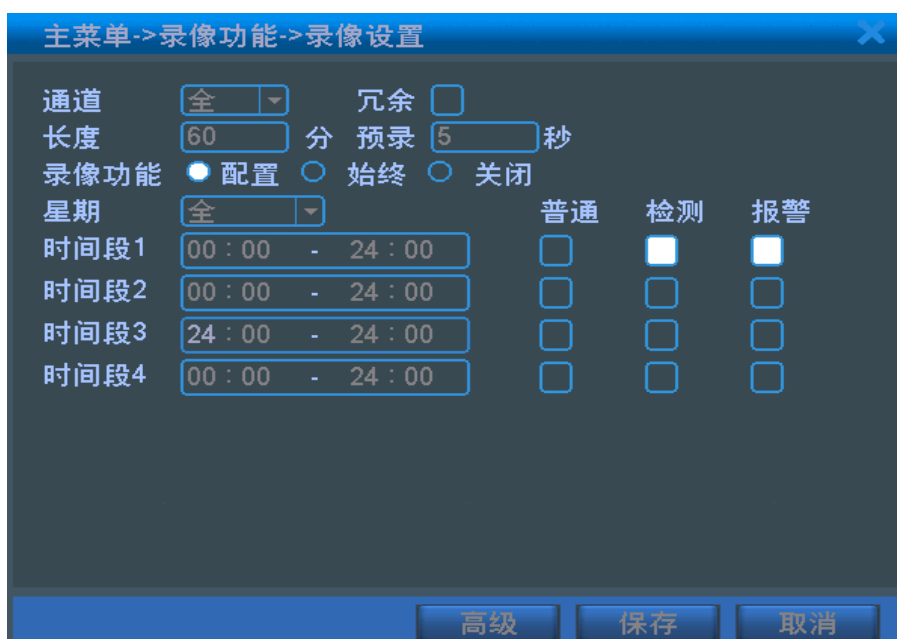 主菜单->录像功能->录像设置
通道 全 冗余
长度 60 分 预录 5 秒
录像功能 配置 始终 关闭
星期 全 普通 检测 报警
时间段1 00:00 - 24:00
时间段2 00:00 - 24:00
时间段3 24:00 - 24:00
时间段4 00:00 - 24:00
高级 保存 取消